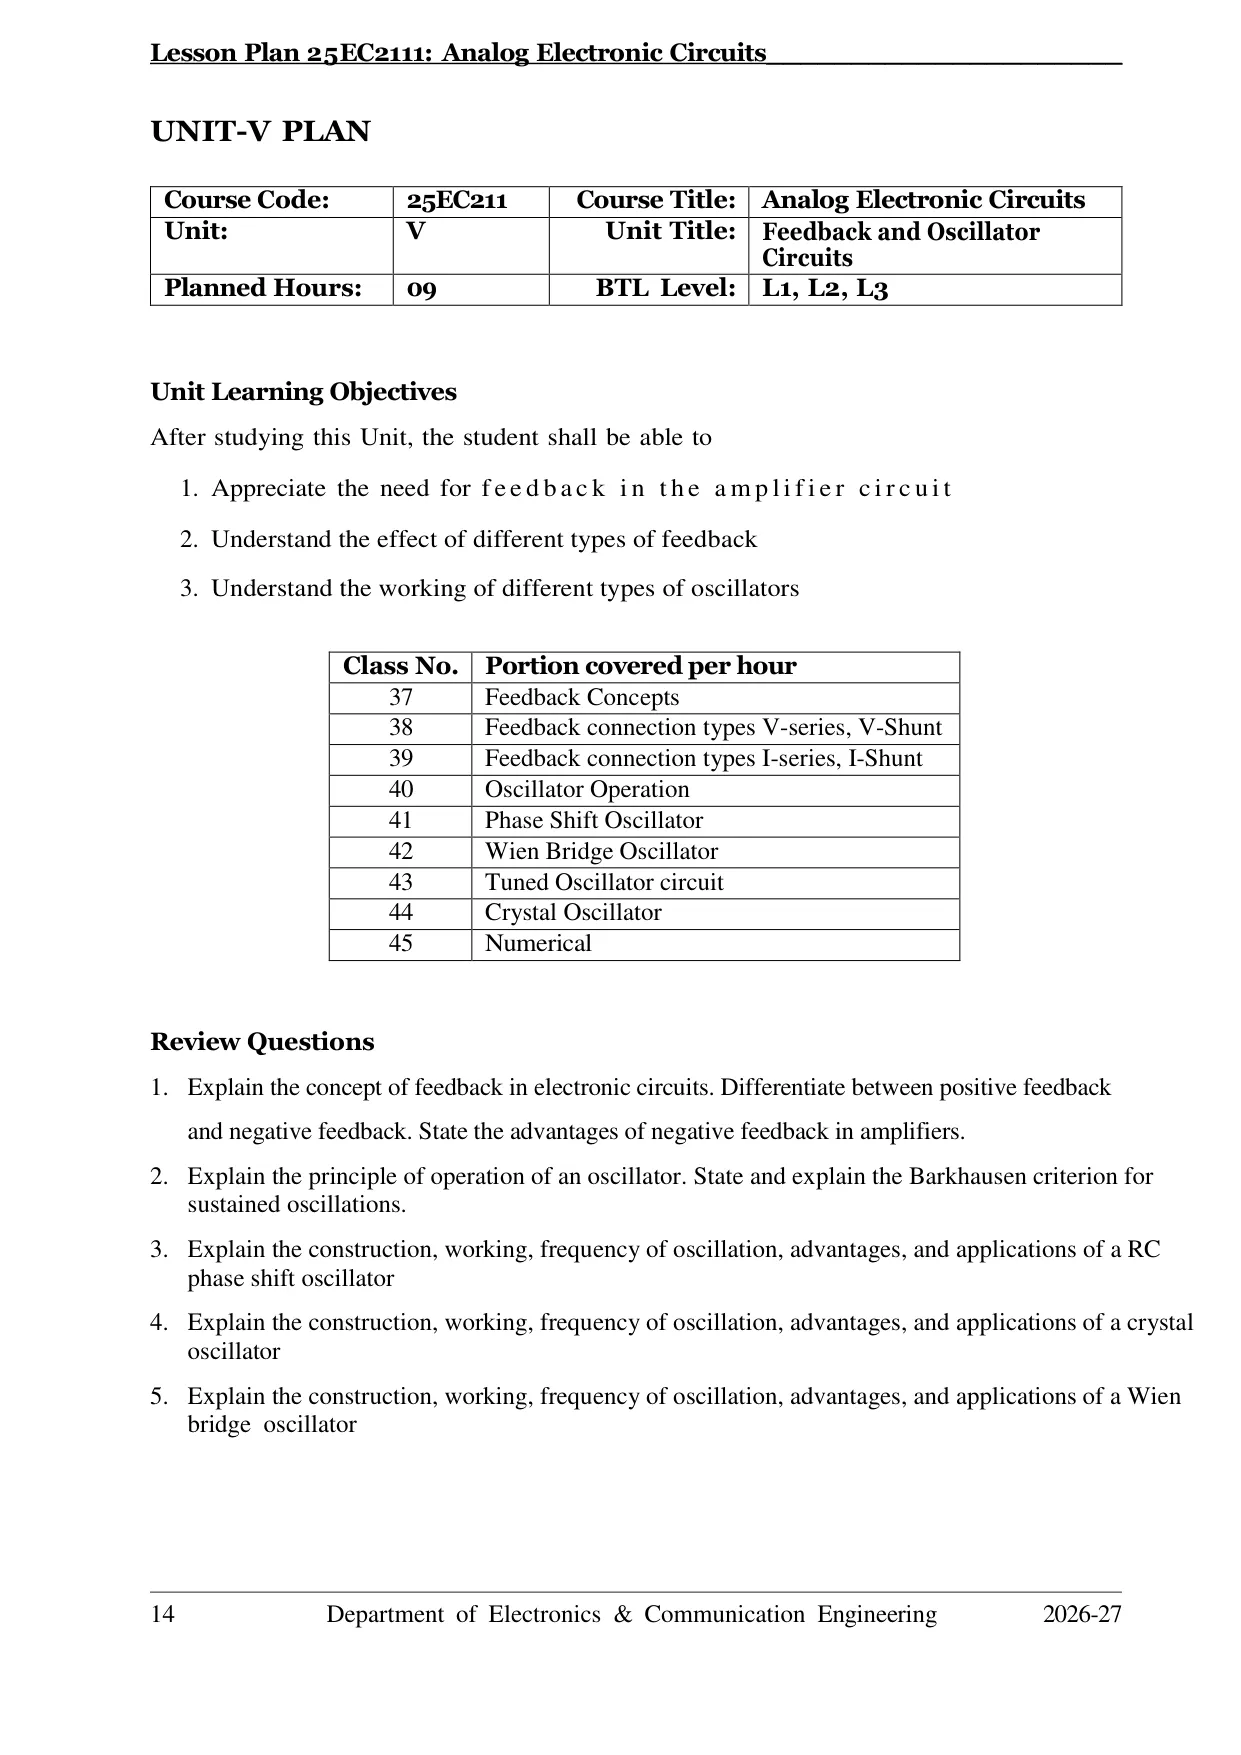 Lesson Plan 25EC2111: Analog Electronic Circuits
UNIT-V PLAN
Course Code: 25EC211 Course Title: Analog Electronic Circuits
Unit: V Unit Title: Feedback and Oscillator
Circuits
Planned Hours: 09 BTL Level: L1, L2, L3
Unit Learning Objectives
After studying this Unit, the student shall be able to
1. Appreciate the need for feedback in the amplifier circuit
2. Understand the effect of different types of feedback
3. Understand the working of different types of oscillators
Class No. Portion covered per hour
37 Feedback Concepts
38 Feedback connection types V-series, V-Shunt
39 Feedback connection types I-series, I-Shunt
40 Oscillator Operation
41 Phase Shift Oscillator
42 Wien Bridge Oscillator
43 Tuned Oscillator circuit
44 Crystal Oscillator
45 Numerical
Review Questions
1. Explain the concept of feedback in electronic circuits. Differentiate between positive feedback
and negative feedback. State the advantages of negative feedback in amplifiers.
2. Explain the principle of operation of an oscillator. State and explain the Barkhausen criterion for
sustained oscillations.
3. Explain the construction, working, frequency of oscillation, advantages, and applications of a RC
phase shift oscillator
4. Explain the construction, working, frequency of oscillation, advantages, and applications of a crystal
oscillator
5. Explain the construction, working, frequency of oscillation, advantages, and applications of a Wien
bridge oscillator
14 Department of Electronics & Communication Engineering 2026-27